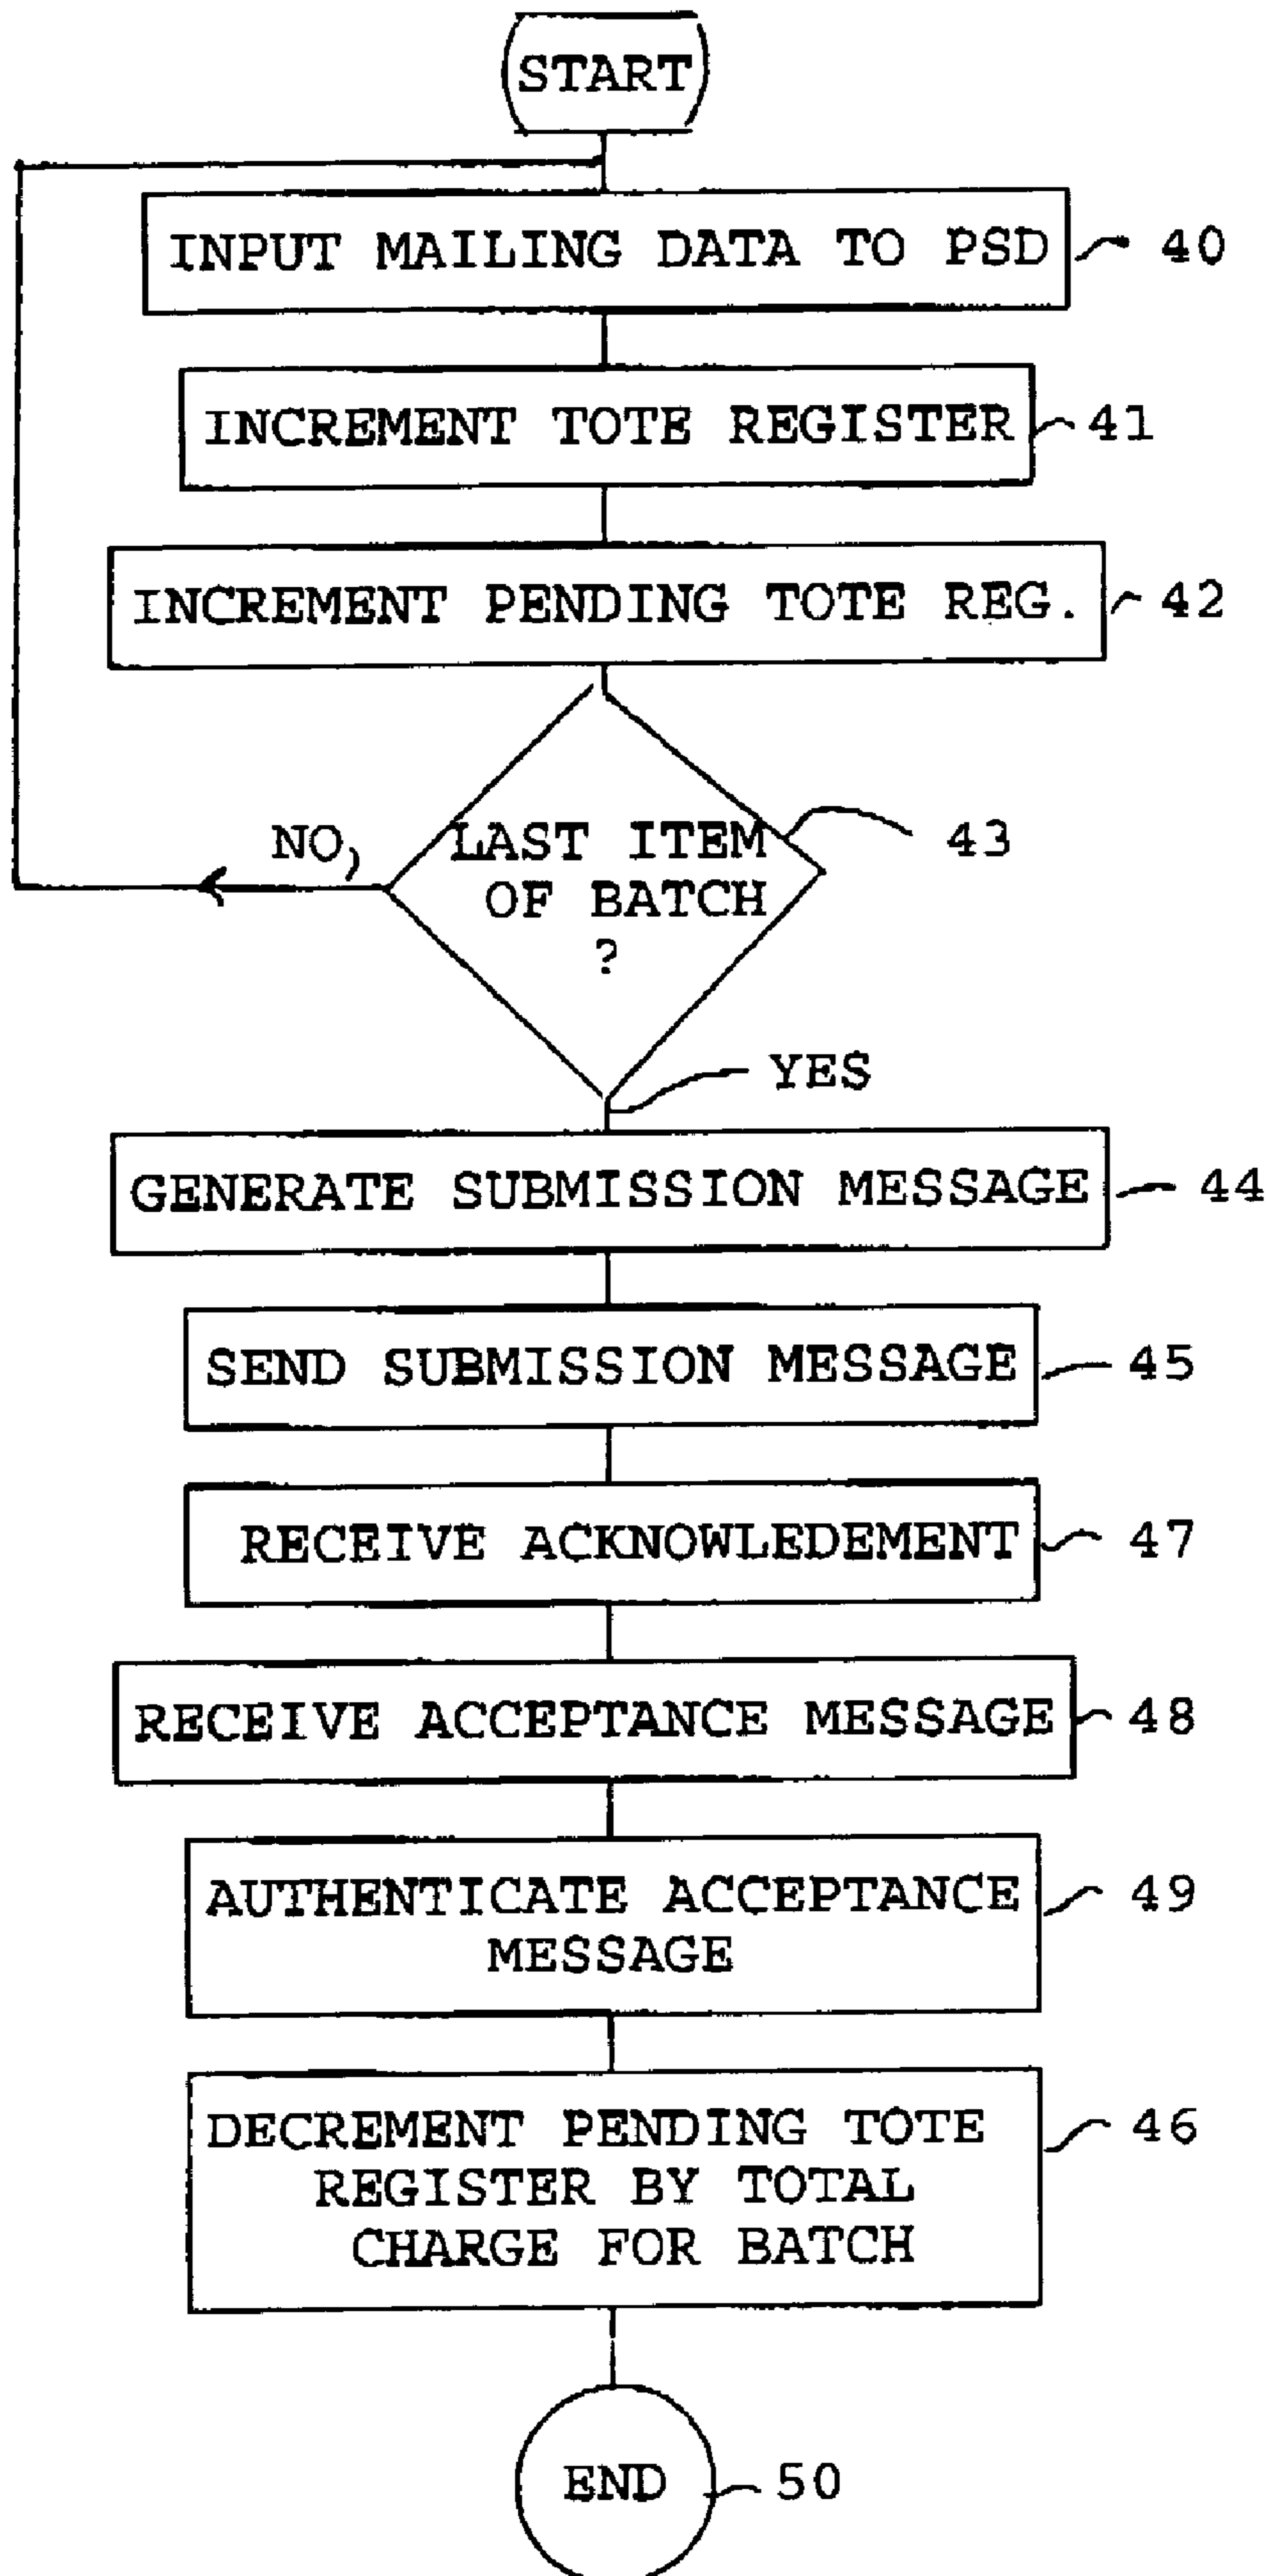 START
INPUT MAILING DATA TO PSD 40
INCREMENT TOTE REGISTER 41
INCREMENT PENDING TOTE REG. 42
LAST ITEM 43
NO,
OF BATCH
?
YES
GENERATE SUBMISSION MESSAGE 44
SEND SUBMISSION MESSAGE 45
RECEIVE ACKNOWLEDEMENT 47
RECEIVE ACCEPTANCE MESSAGE 48
AUTHENTICATE ACCEPTANCE 49
MESSAGE
DECREMENT PENDING TOTE 46
REGISTER BY TOTAL
CHARGE FOR BATCH
END 50